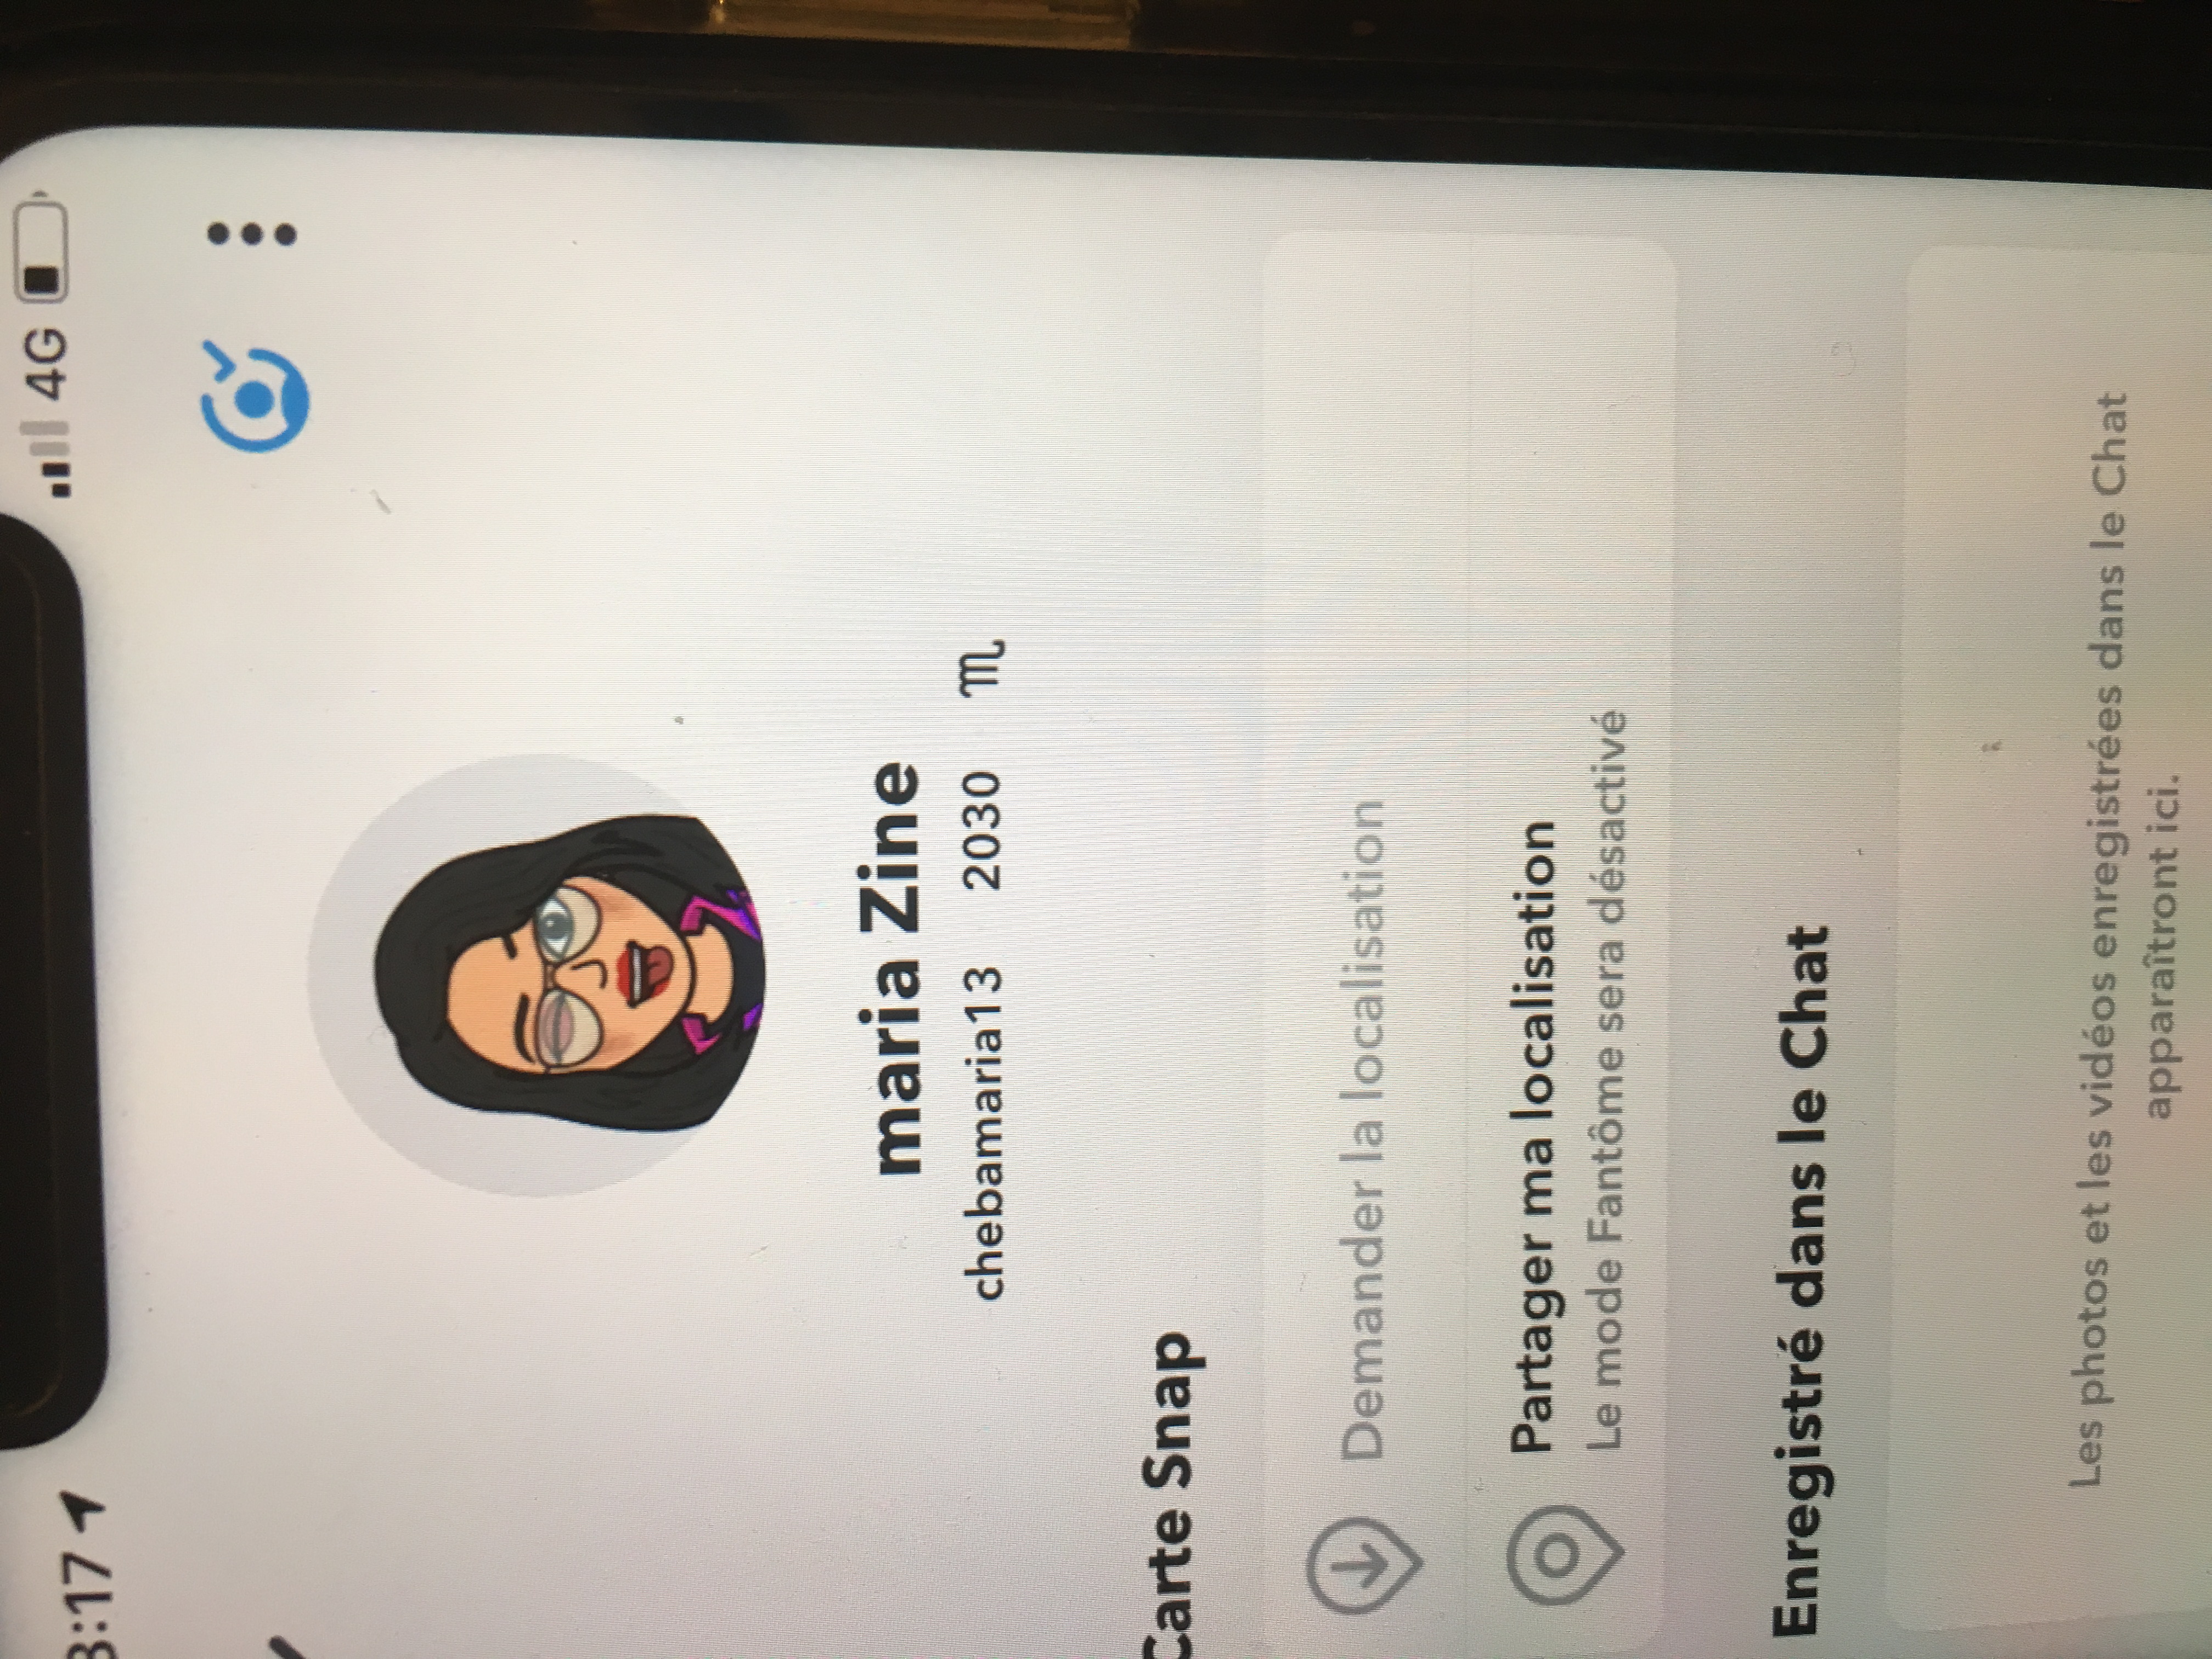 8:17 4G
maria Zine
chebamaria13 2030 ♏
Carte Snap
Demander la localisation
Partager ma localisation
Le mode Fantôme sera désactivé
Enregistré dans le Chat
Les photos et les vidéos enregistrées dans le Chat
apparaîtront ici.